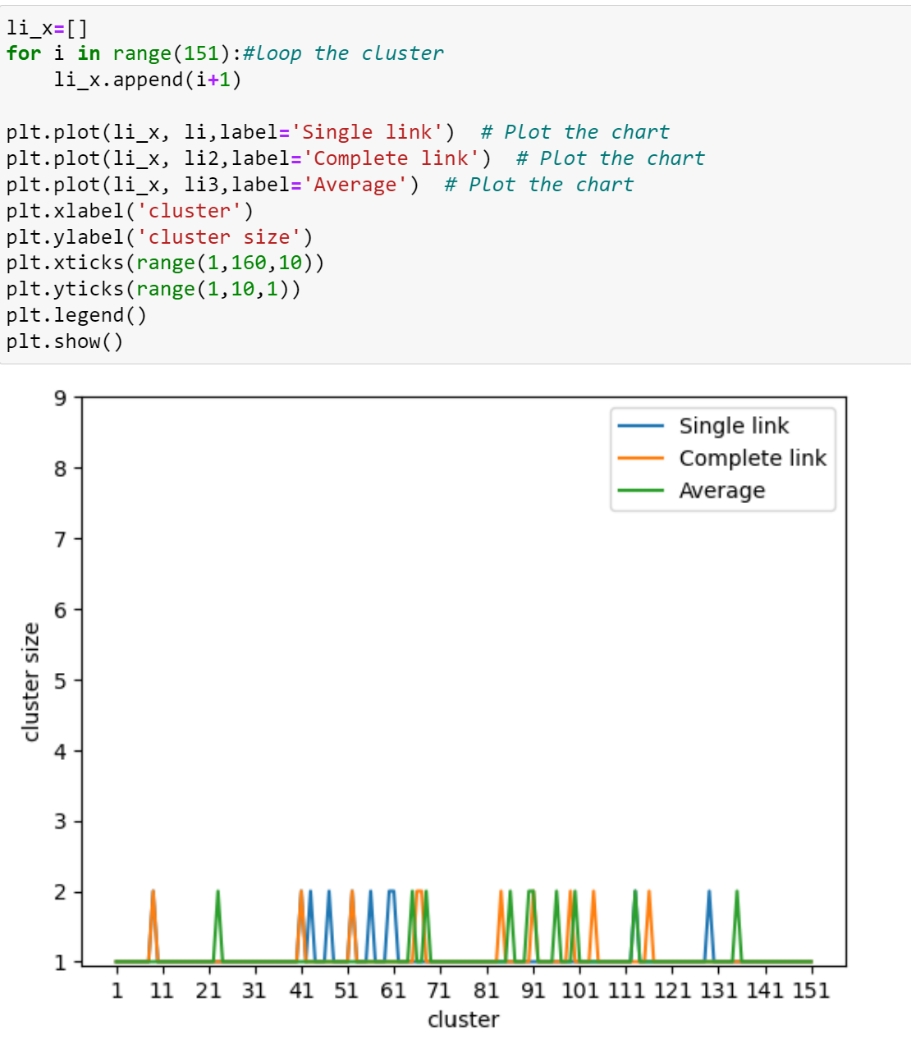 li_x=[]
for i in range(151):#loop the cluster
    li_x.append(i+1)
plt.plot(li_x, li,label='Single link')  # Plot the chart
plt.plot(li_x, li2,label='Complete link')  # Plot the chart
plt.plot(li_x, li3,label='Average')  # Plot the chart
plt.xlabel('cluster')
plt.ylabel('cluster size')
plt.xticks(range(1,160,10))
plt.yticks(range(1,10,1))
plt.legend()
plt.show()
9
8
7
6
5
4
3
2
1
cluster size
Single link
Complete link
Average
1 11 21 31 41 51 61 71 81 91 101 111 121 131 141 151
cluster